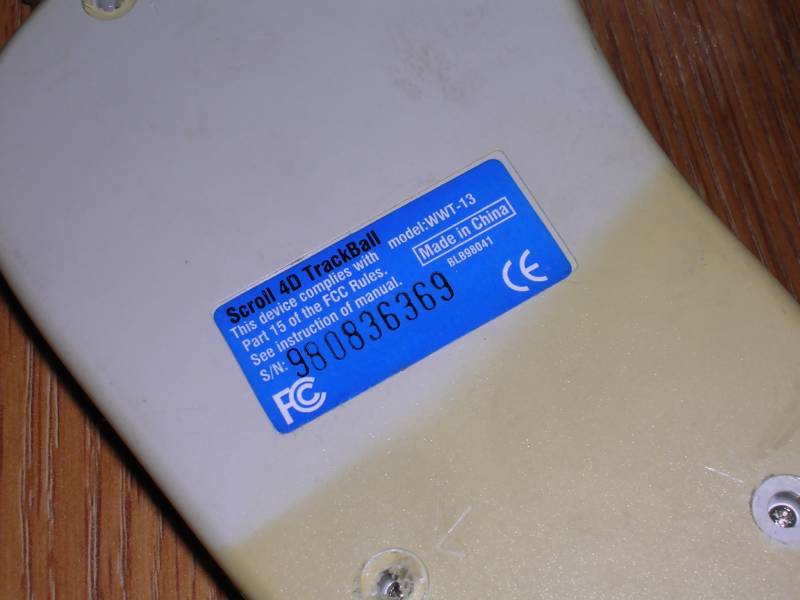 Scroll 4D TrackBall
model:WWT-13
This device complies with
Part 15 of the FCC Rules.
See instruction of manual.
Made in China
BLB98041
S/N: 980836369
FCC
CE